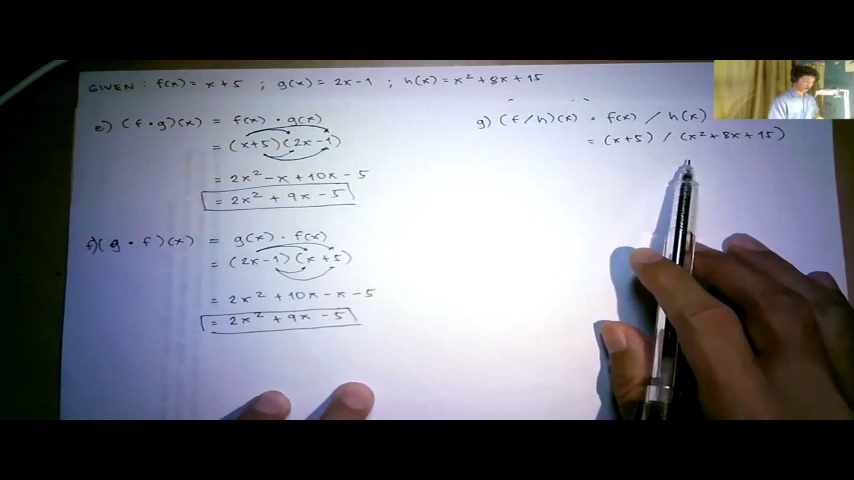 GIVEN : f(x) = x+5 ; g(x) = 2x-1 ; h(x) = x² + 8x + 15
e) (f · g)(x) = f(x) · g(x)
= (x+5)(2x-1)
= 2x² - x + 10x - 5
= 2x² + 9x - 5
f) (g · f)(x) = g(x) · f(x)
= (2x-1)(x+5)
= 2x² + 10x - x - 5
= 2x² + 9x - 5
g) (f/h)(x) = f(x) / h(x)
= (x+5) / (x² + 8x + 15)